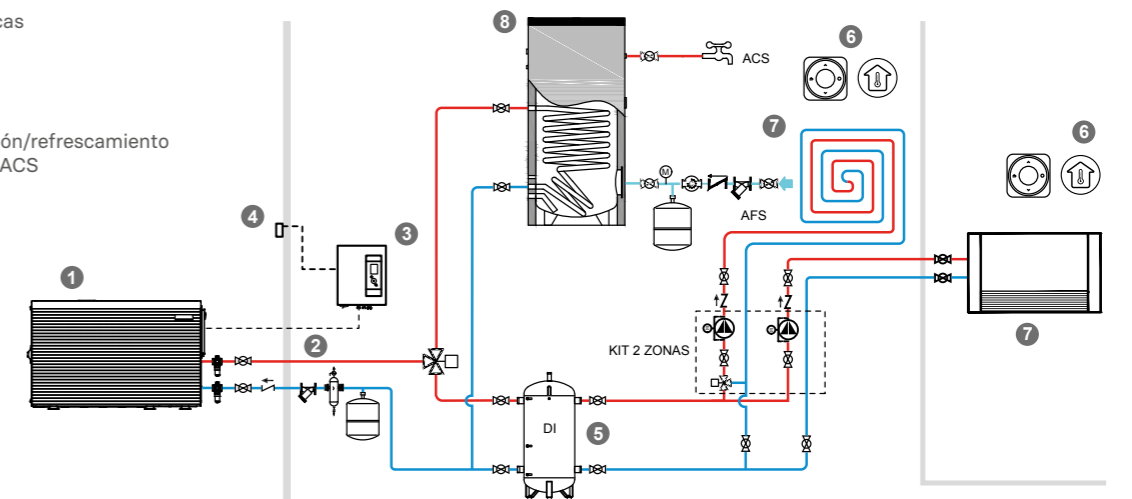 cas
ón/refrescamiento
ACS
8
ACS
6
7
6
M
AFS
4
3
1
2
KIT 2 ZONAS
7
DI
5